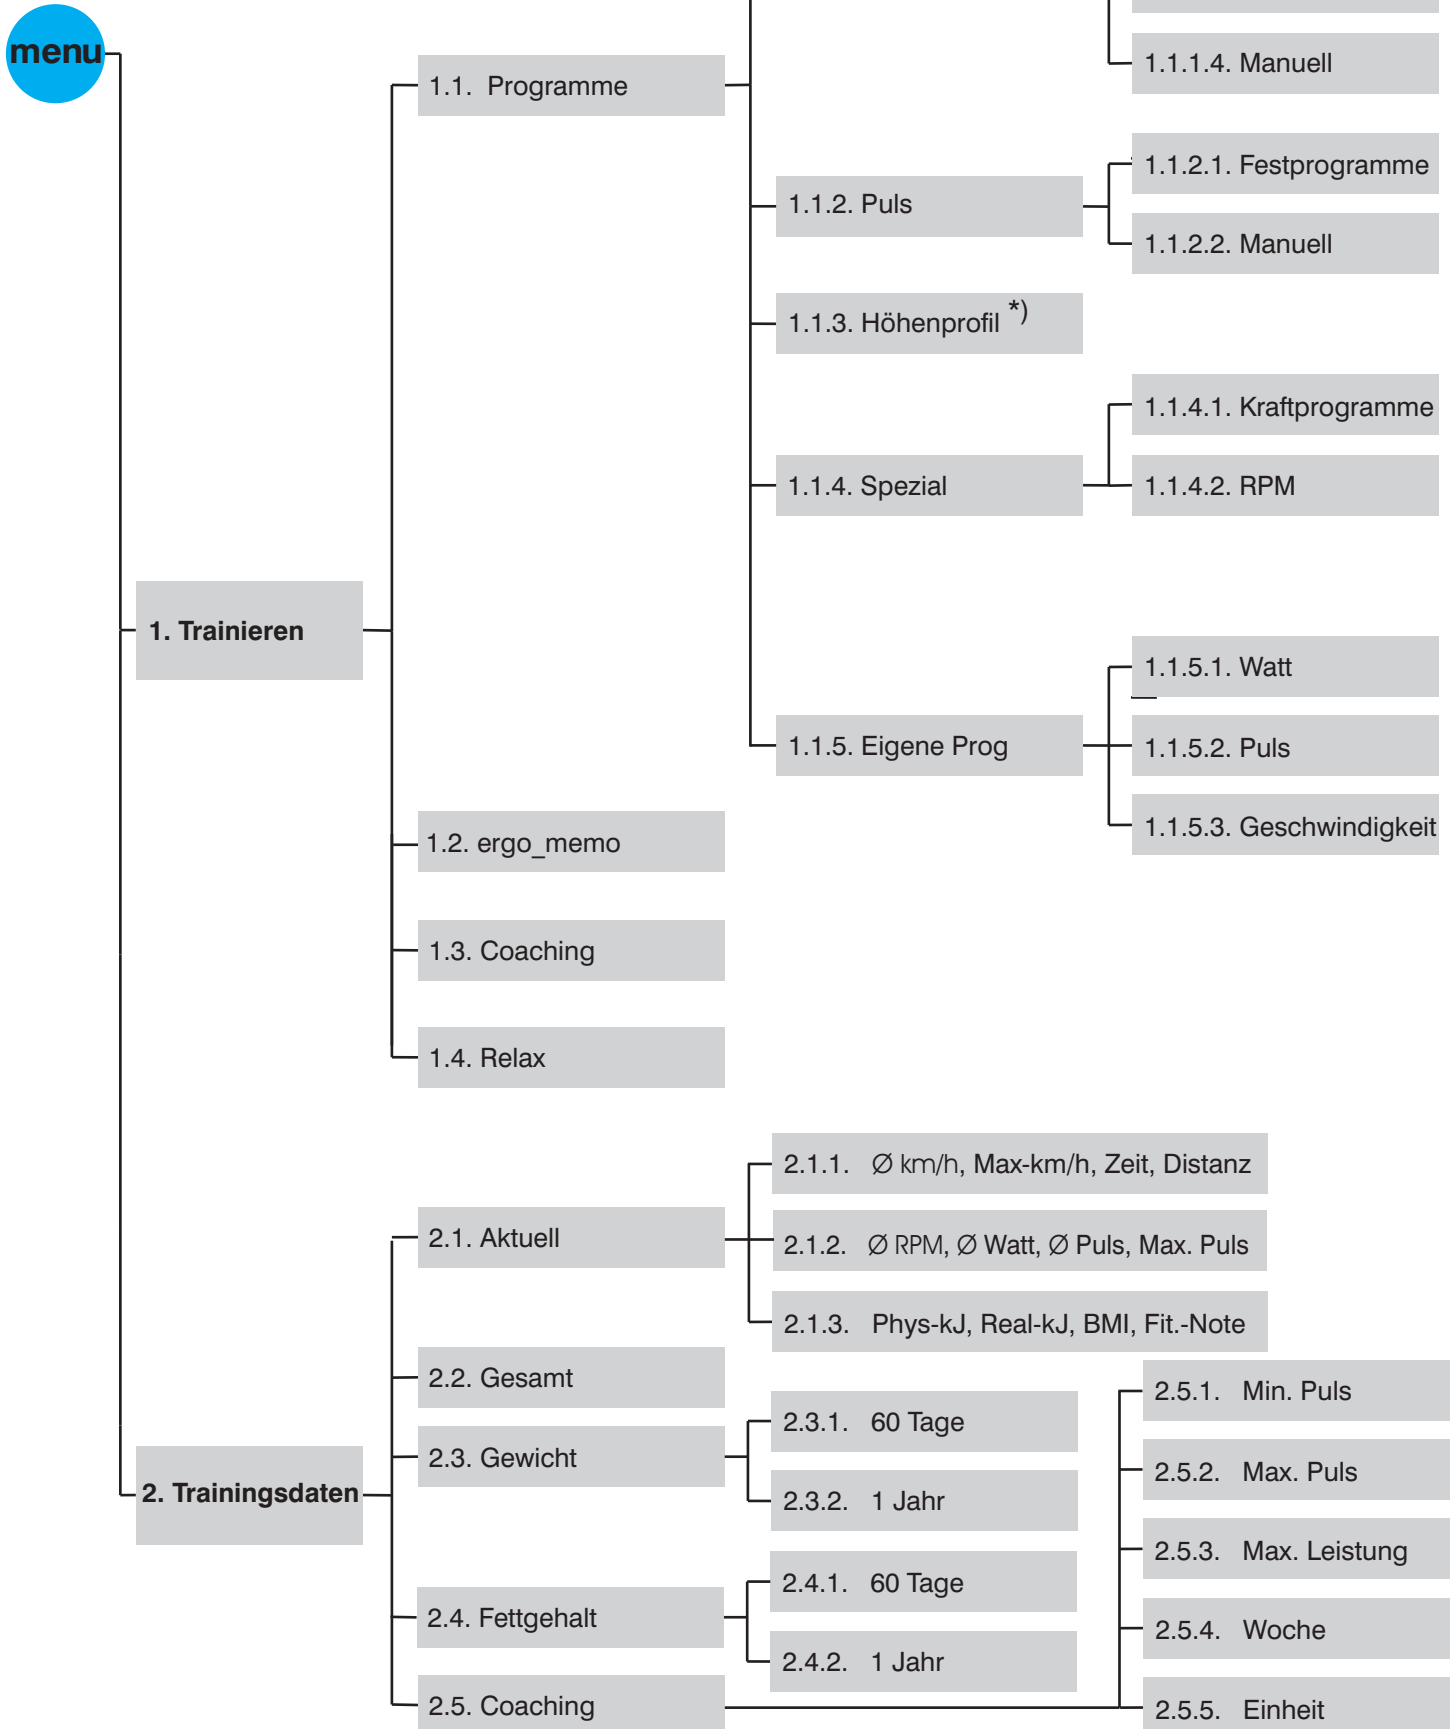 menu
1.1. Programme
1.1.1.4. Manuell
1.1.2. Puls
1.1.2.1. Festprogramme
1.1.2.2. Manuell
1.1.3. Höhenprofil *)
1.1.4. Spezial
1.1.4.1. Kraftprogramme
1.1.4.2. RPM
1. Trainieren
1.1.5. Eigene Prog
1.1.5.1. Watt
1.1.5.2. Puls
1.1.5.3. Geschwindigkeit
1.2. ergo_memo
1.3. Coaching
1.4. Relax
2. Trainingsdaten
2.1. Aktuell
2.1.1. Ø km/h, Max-km/h, Zeit, Distanz
2.1.2. Ø RPM, Ø Watt, Ø Puls, Max. Puls
2.1.3. Phys-kJ, Real-kJ, BMI, Fit.-Note
2.2. Gesamt
2.3. Gewicht
2.3.1. 60 Tage
2.3.2. 1 Jahr
2.4. Fettgehalt
2.4.1. 60 Tage
2.4.2. 1 Jahr
2.5. Coaching
2.5.1. Min. Puls
2.5.2. Max. Puls
2.5.3. Max. Leistung
2.5.4. Woche
2.5.5. Einheit